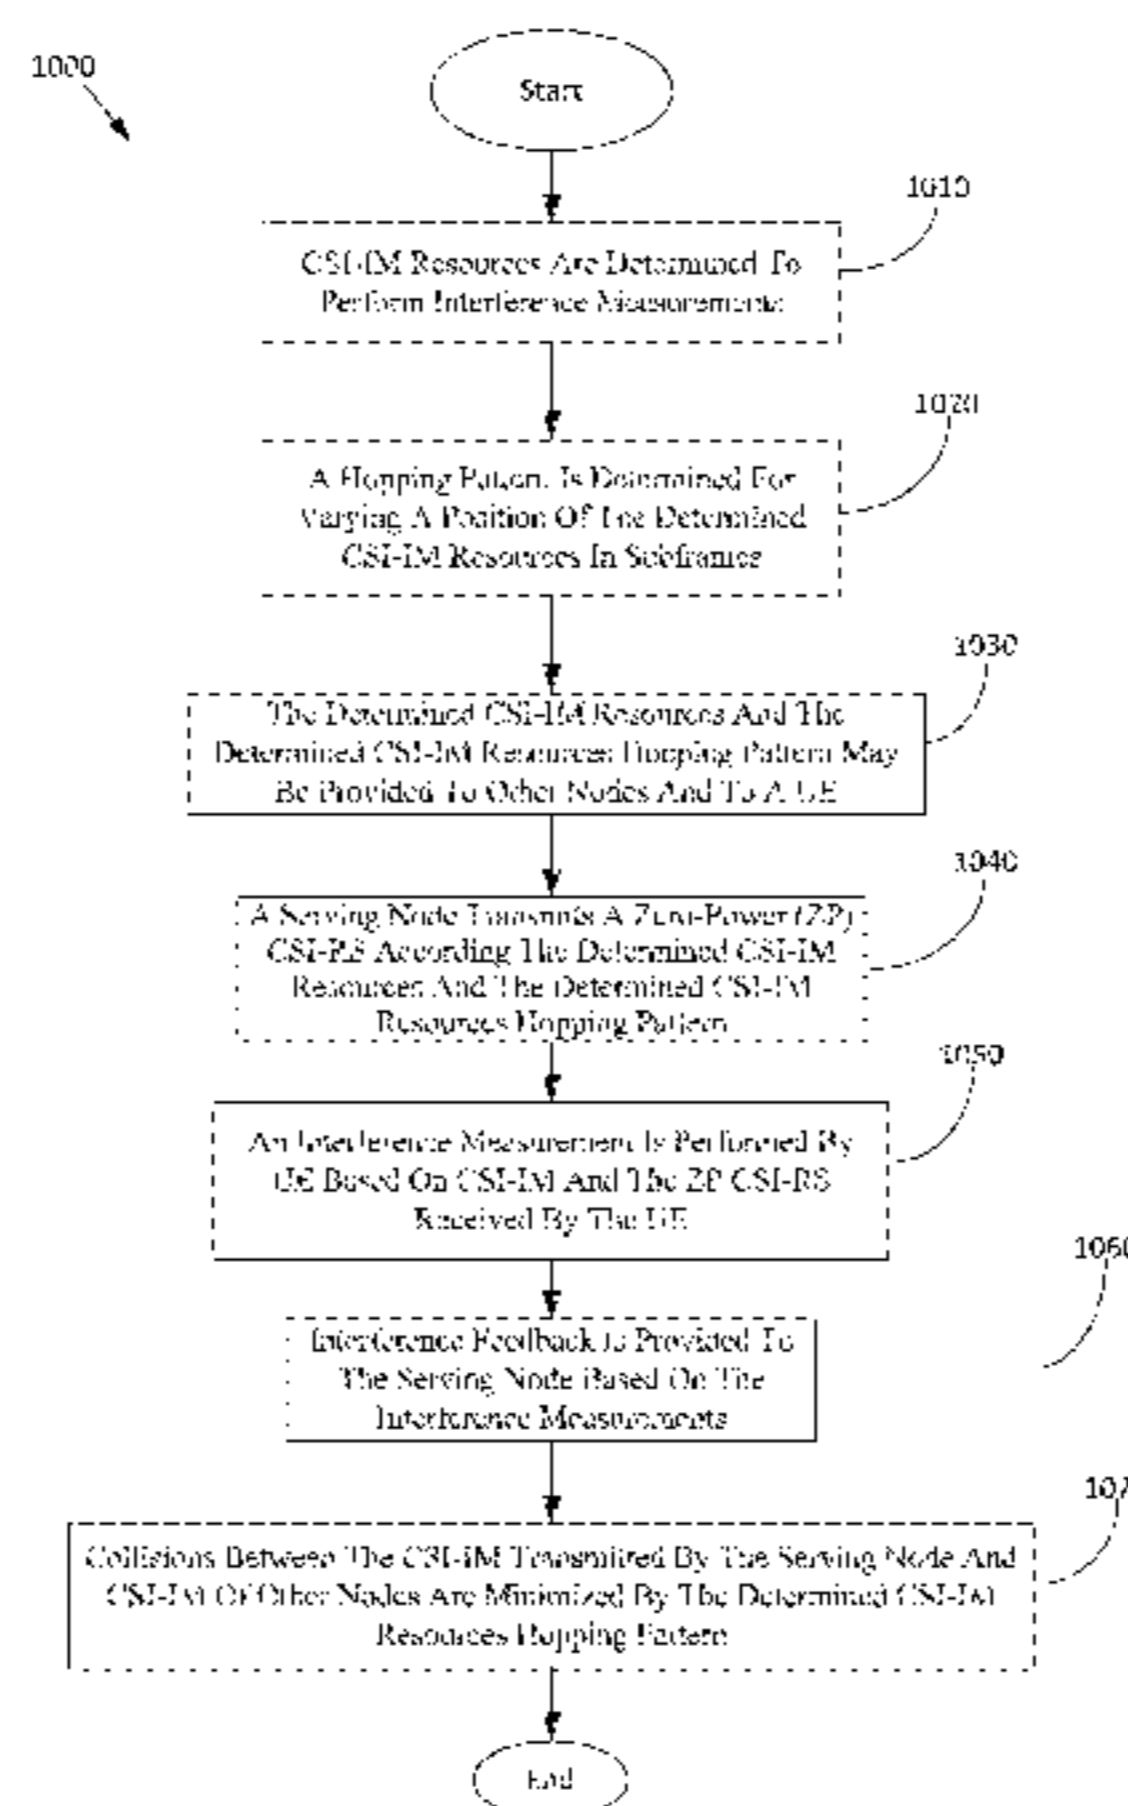 1000
Start
1010
CSI-IM Resources Are Determined To
Perform Interference Measurements
1020
A Hopping Pattern Is Determined For
Varying A Position Of The Determined
CSI-IM Resources In Subframes
1030
The Determined CSI-IM Resources And The
Determined CSI-IM Resources Hopping Pattern May
Be Provided To Other Nodes And To A UE
1040
A Serving Node Transmits A Zero-Power (ZP)
CSI-RS According The Determined CSI-IM
Resources And The Determined CSI-IM
Resources Hopping Pattern
1050
An Interference Measurement Is Performed By
UE Based On CSI-IM And The ZP CSI-RS
Received By The UE
1060
Interference Feedback Is Provided To
The Serving Node Based On The
Interference Measurements
107
Collisions Between The CSI-IM Transmitted By The Serving Node And
CSI-IM Of Other Nodes Are Minimized By The Determined CSI-IM
Resources Hopping Pattern
End